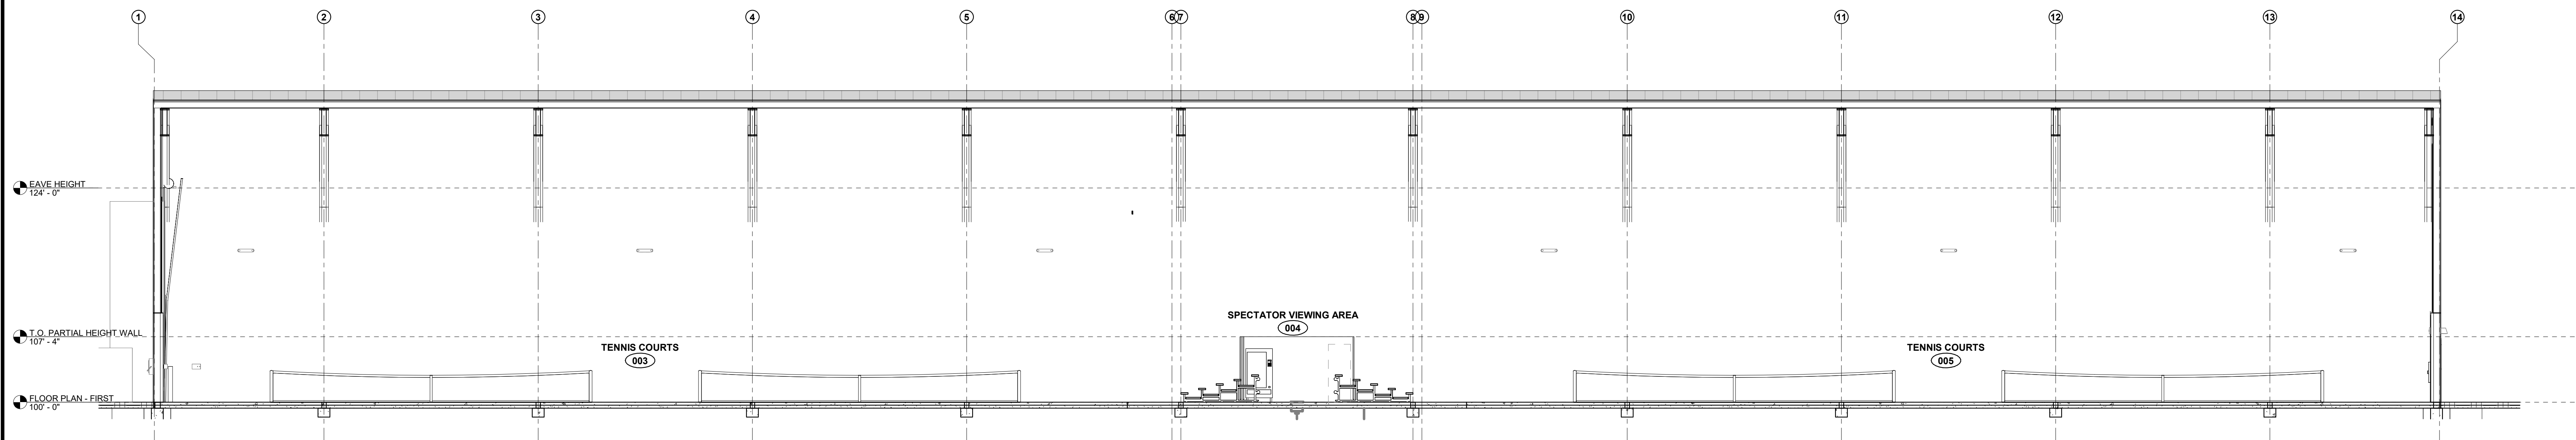 1
2
3
4
5
6
7
8
9
10
11
12
13
14
EAVE HEIGHT
124' - 0"
SPECTATOR VIEWING AREA
004
T.O. PARTIAL HEIGHT WALL
107' - 4"
TENNIS COURTS
003
TENNIS COURTS
005
FLOOR PLAN - FIRST
100' - 0"